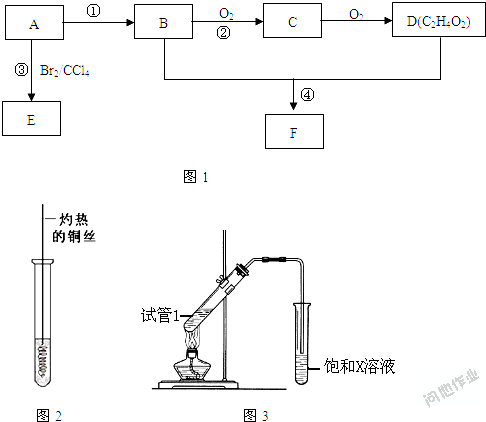 ① O₂ O₂
A B ② C D(C₂H₄O₂)
③ Br₂/CCl₄ ④
E F
图1
灼热
的铜丝
试管1
饱和X溶液
图2 图3
问他作业